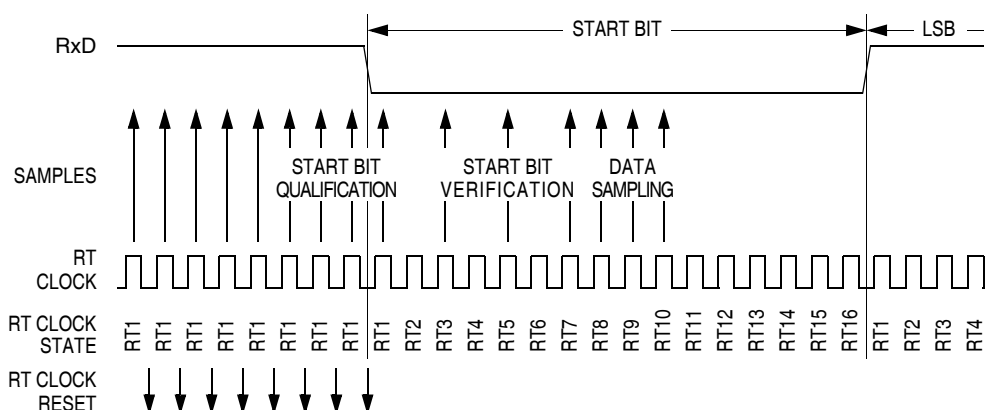 START BIT LSB
RxD
SAMPLES
START BIT
QUALIFICATION
START BIT
VERIFICATION
DATA
SAMPLING
RT
CLOCK
RT CLOCK
STATE
RT1 RT1 RT1 RT1 RT1 RT1 RT1 RT1 RT1 RT2 RT3 RT4 RT5 RT6 RT7 RT8 RT9 RT10 RT11 RT12 RT13 RT14 RT15 RT16 RT1 RT2 RT3 RT4
RT CLOCK
RESET